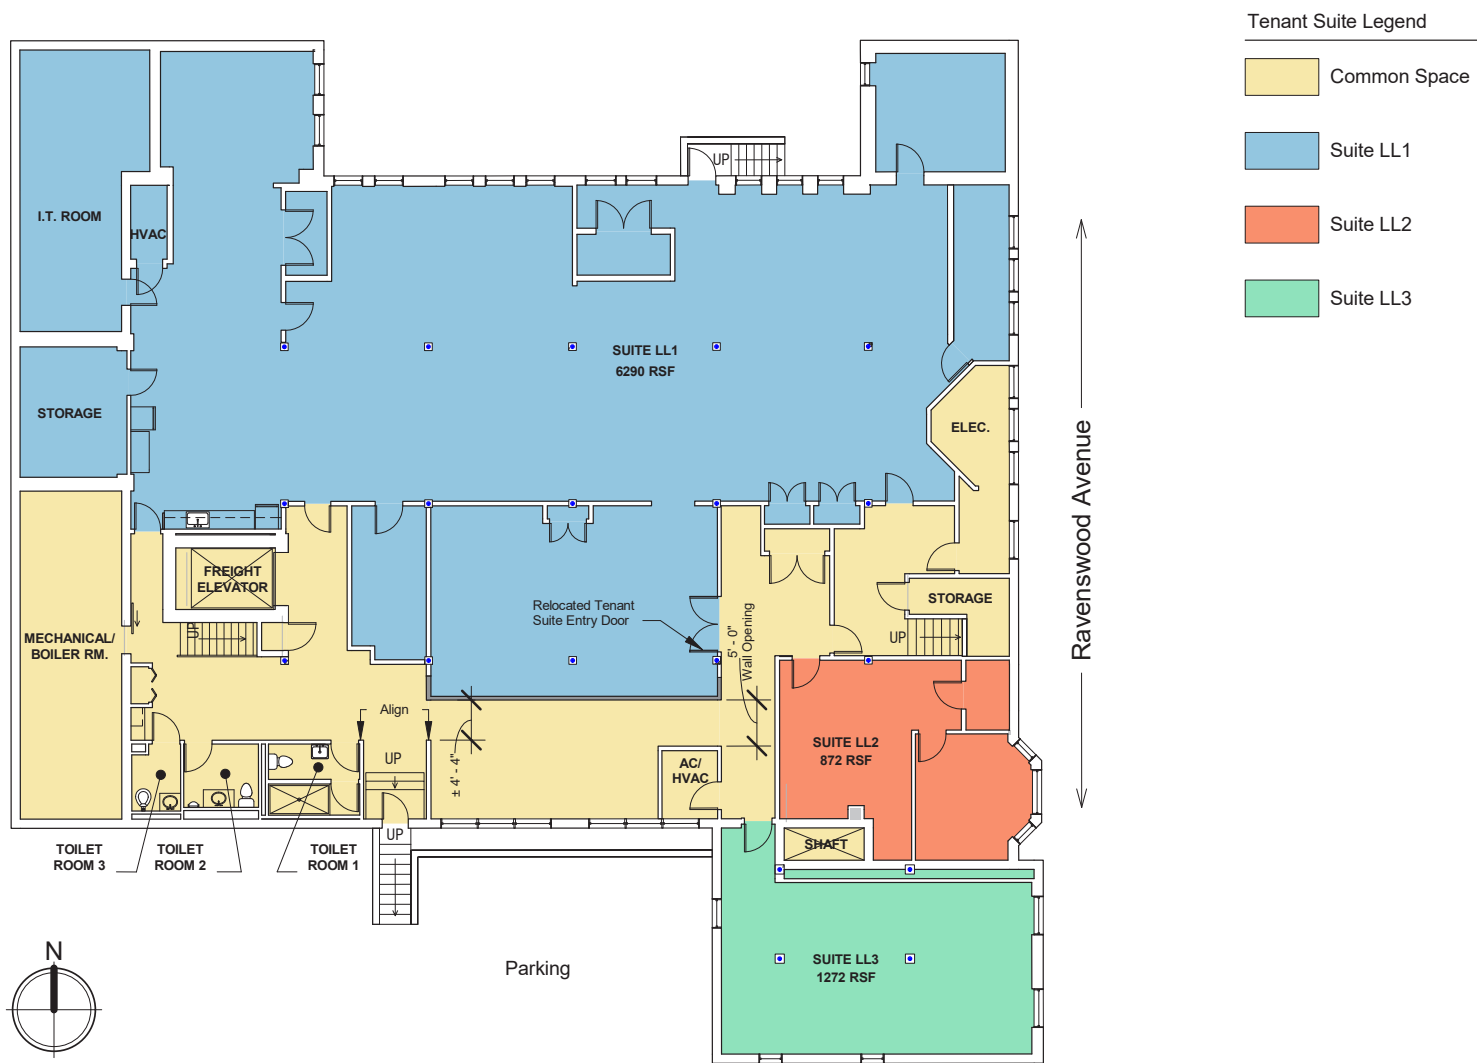 Tenant Suite Legend
Common Space
Suite LL1
Suite LL2
Suite LL3
UP
I.T. ROOM
HVAC
SUITE LL1
6290 RSF
STORAGE
ELEC.
Ravenswood Avenue
FREIGHT
ELEVATOR
UP
MECHANICAL/
BOILER RM.
Relocated Tenant
Suite Entry Door
5' - 0"
Wall Opening
STORAGE
UP
Align
± 4' - 4"
UP
AC/
HVAC
SUITE LL2
872 RSF
UP
SHAFT
TOILET
ROOM 3
TOILET
ROOM 2
TOILET
ROOM 1
N
Parking
SUITE LL3
1272 RSF